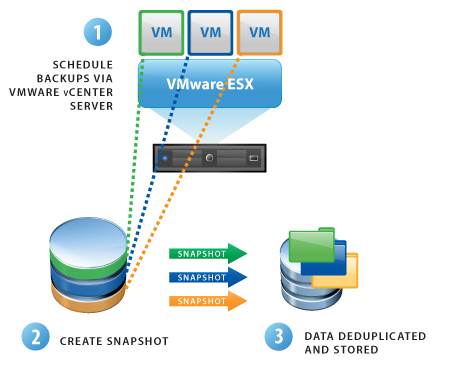 1
VM VM VM
SCHEDULE
BACKUPS VIA
VMWARE vCENTER
SERVER
VMware ESX
SNAPSHOT
SNAPSHOT
SNAPSHOT
2 CREATE SNAPSHOT
3 DATA DEDUPLICATED
AND STORED